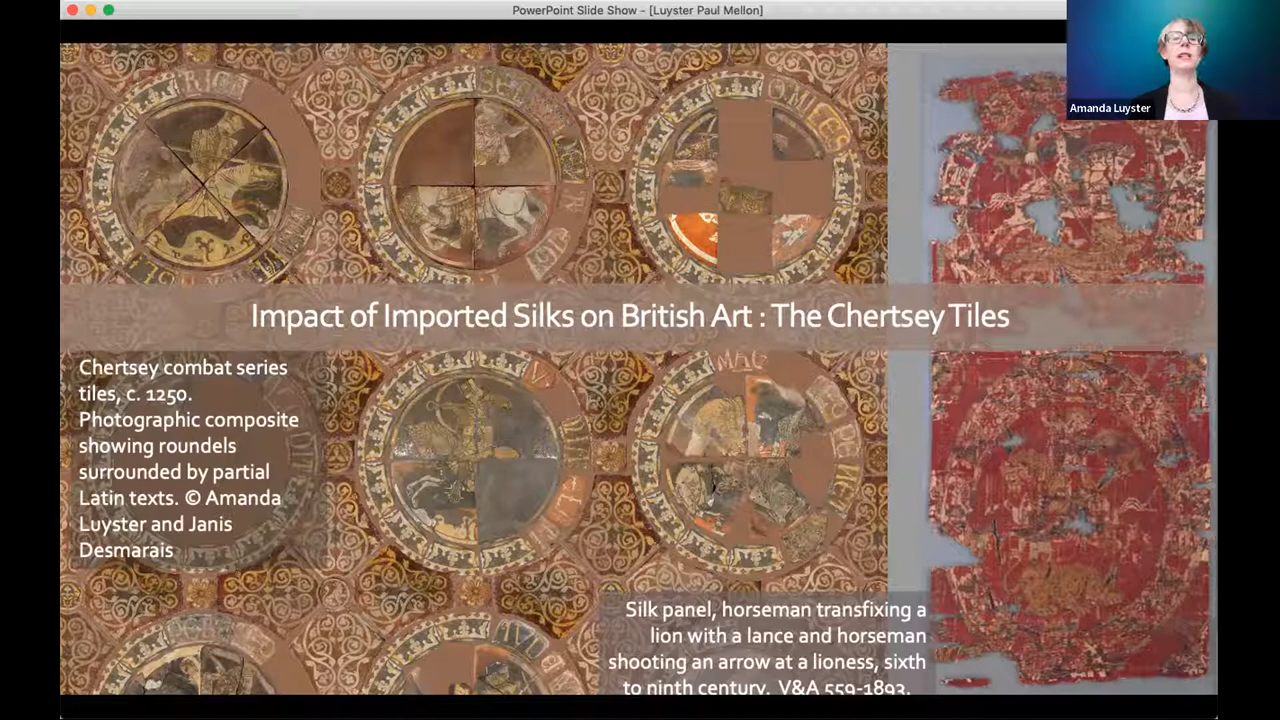 PowerPoint Slide Show - [Luyster Paul Mellon]
Amanda Luyster
Impact of Imported Silks on British Art : The Chertsey Tiles
Chertsey combat series
tiles, c. 1250.
Photographic composite
showing roundels
surrounded by partial
Latin texts. © Amanda
Luyster and Janis
Desmarais
Silk panel, horseman transfixing a
lion with a lance and horseman
shooting an arrow at a lioness, sixth
to ninth century. V&A 559-1893.